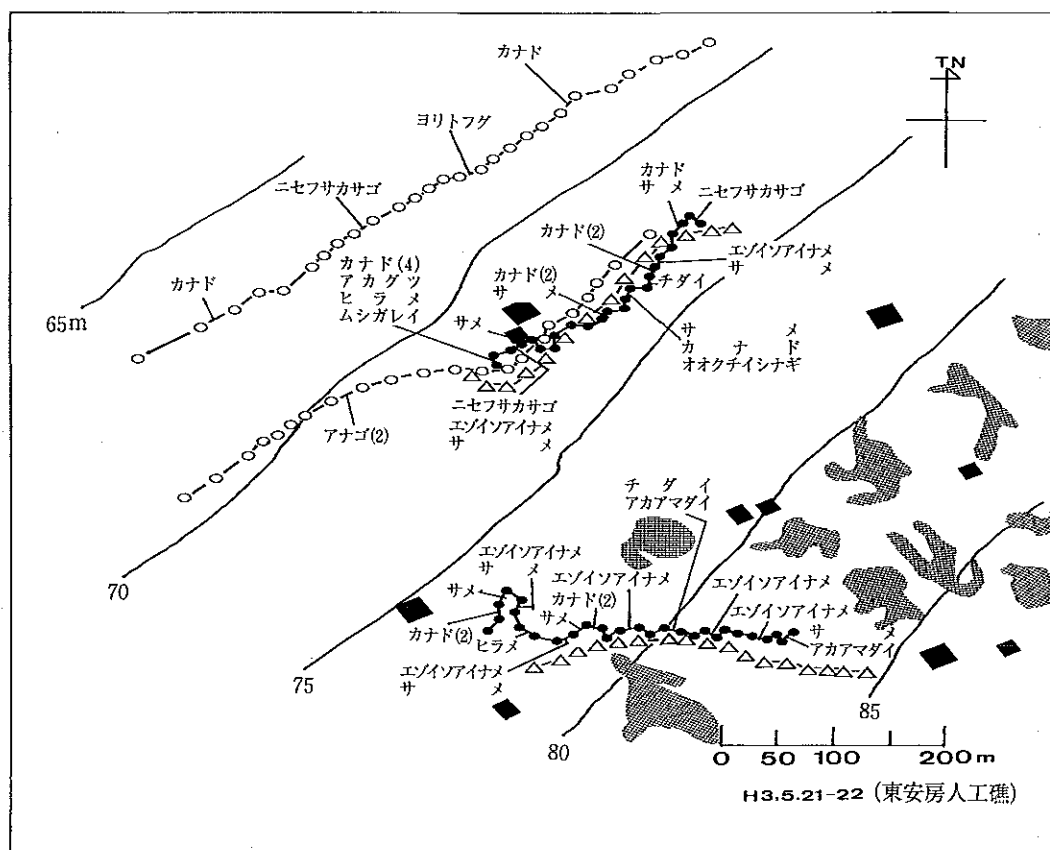 カナド
TN
ヨリトフグ
カナド
サメ
ニセフサカサゴ
ニセフサカサゴ
カナド(2)
エゾイソアイナメ
サメ
カナド(4)
アカグツ
ヒラメ
ムシガレイ
カナド(2)
サメ
チダイ
カナド
65m
サメ
サメ
カナド
オオクチイシナギ
ニセフサカサゴ
エゾイソアイナメ
サメ
アナゴ(2)
チダイ
アカアマダイ
70
エゾイソアイナメ
サメ
エゾイソアイナメ
サメ
カナド(2)
エゾイソアイナメ
サメ
エゾイソアイナメ
サメ
カナド(2)
ヒラメ
アカアマダイ
エゾイソアイナメ
サメ
75
80
85
0 50 100 200m
H3.5.21-22 (東安房人工礁)